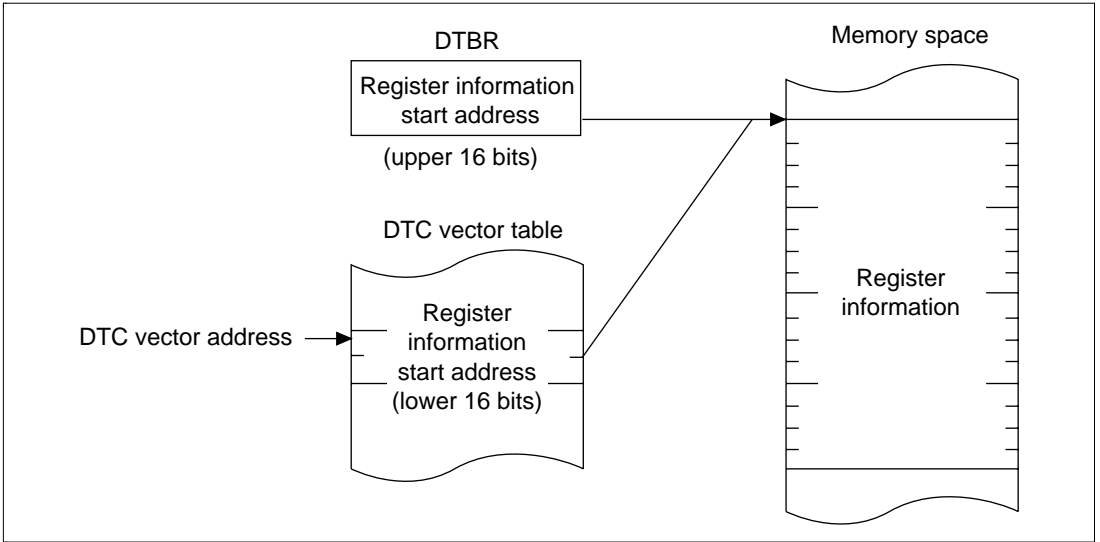 DTBR
Register information
start address
(upper 16 bits)
DTC vector table
DTC vector address
Register
information
start address
(lower 16 bits)
Memory space
Register
information